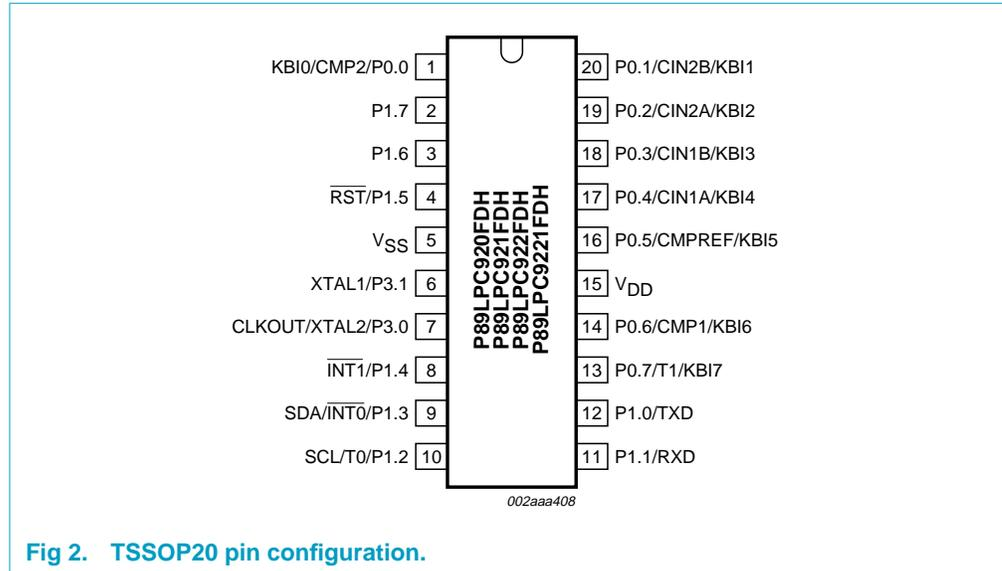 KBI0/CMP2/P0.0 1 20 P0.1/CIN2B/KBI1
P1.7 2 19 P0.2/CIN2A/KBI2
P1.6 3 18 P0.3/CIN1B/KBI3
RST/P1.5 4 17 P0.4/CIN1A/KBI4
VSS 5 16 P0.5/CMPREF/KBI5
XTAL1/P3.1 6 15 VDD
CLKOUT/XTAL2/P3.0 7 14 P0.6/CMP1/KBI6
INT1/P1.4 8 13 P0.7/T1/KBI7
SDA/INT0/P1.3 9 12 P1.0/TXD
SCL/T0/P1.2 10 11 P1.1/RXD
P89LPC920FDH
P89LPC921FDH
P89LPC922FDH
P89LPC9221FDH
002aaa408
Fig 2. TSSOP20 pin configuration.